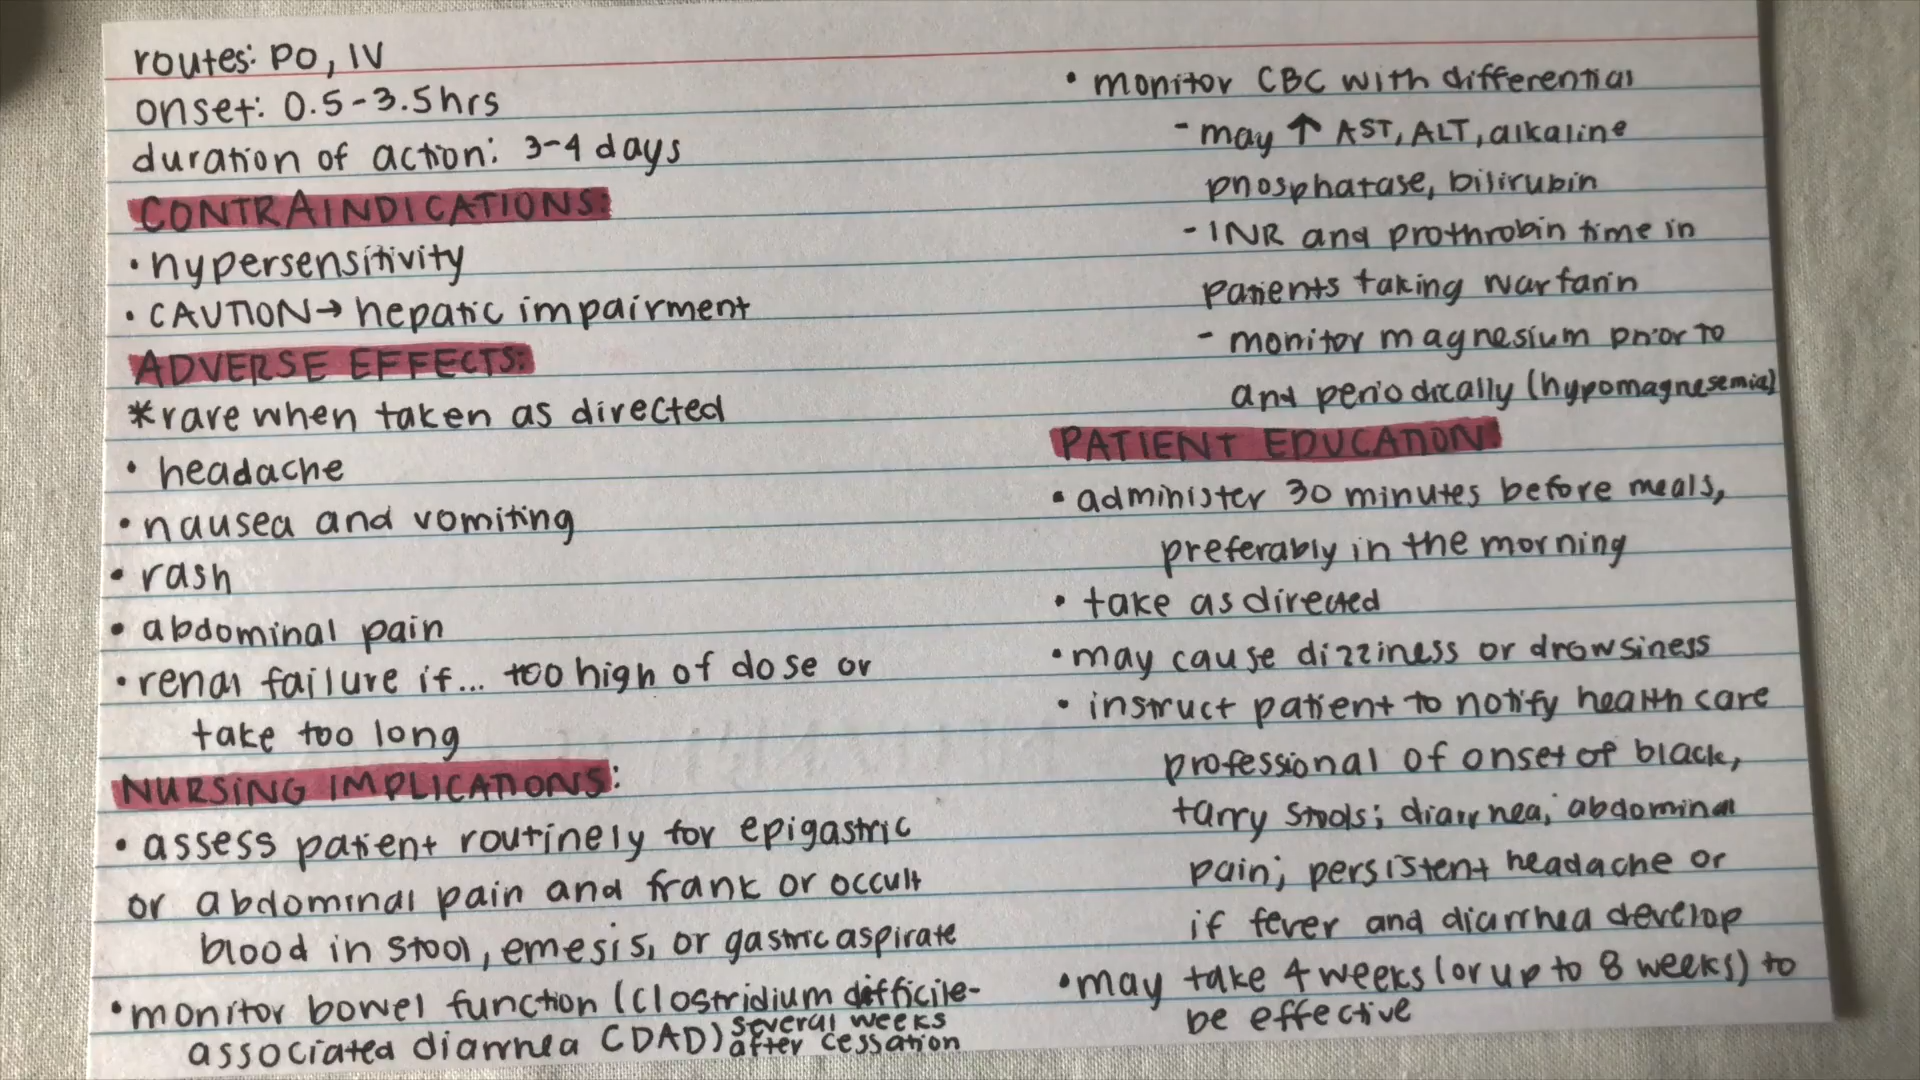 routes: PO, IV
onset: 0.5-3.5hrs
duration of action: 3-4 days
CONTRAINDICATIONS:
• hypersensitivity
• CAUTION → hepatic impairment
ADVERSE EFFECTS:
*rare when taken as directed
• headache
• nausea and vomiting
• rash
• abdominal pain
• renal failure if... too high of dose or
take too long
NURSING IMPLICATIONS:
• assess patient routinely for epigastric
or abdominal pain and frank or occult
blood in stool, emesis, or gastric aspirate
• monitor bowel function (clostridium difficile-
associated diarrhea CDAD) several weeks
after cessation
• monitor CBC with differential
- may ↑ AST, ALT, alkaline
phosphatase, bilirubin
- INR and prothrobin time in
patients taking warfarin
- monitor magnesium prior to
and periodically (hypomagnesemia)
PATIENT EDUCATION
• administer 30 minutes before meals,
preferably in the morning
• take as directed
• may cause dizziness or drowsiness
• instruct patient to notify health care
professional of onset of black,
tarry stools; diarrhea; abdominal
pain; persistent headache or
if fever and diarrhea develop
• may take 4 weeks (or up to 8 weeks) to
be effective